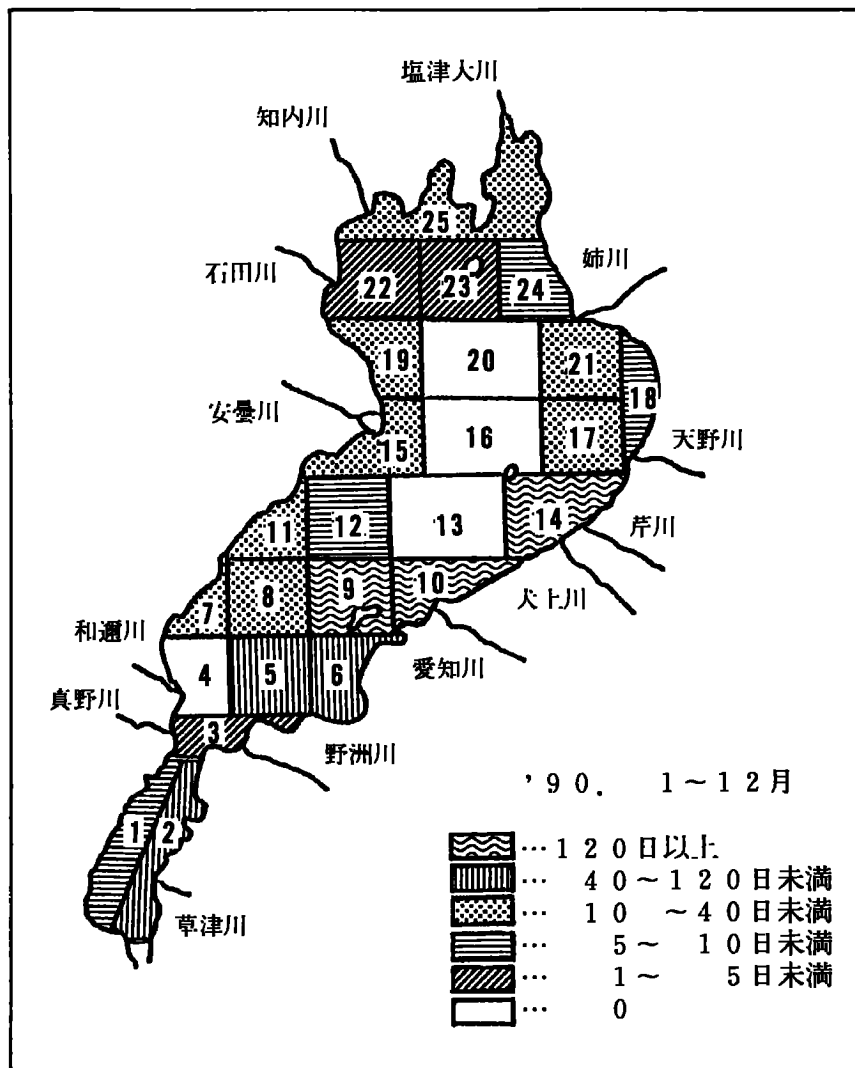 塩津大川
知内川
25
石田川
姉川
22
23
24
19
20
21
18
安曇川
15
16
17
天野川
11
12
13
14
芹川
犬上川
7
8
9
10
和邇川
愛知川
4
5
6
真野川
3
野洲川
1
2
草津川
'90. 1～12月
…120日以上
… 40～120日未満
… 10 ～40日未満
… 5～ 10日未満
… 1～ 5日未満
… 0